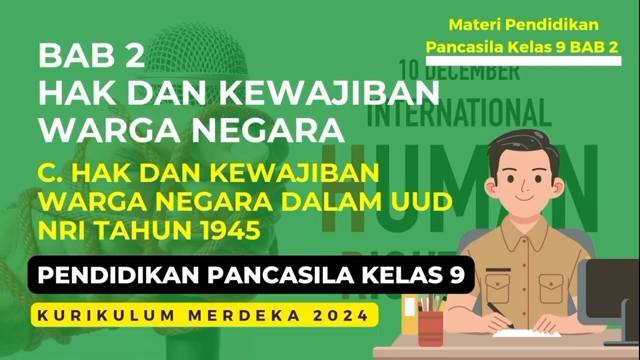 Materi Pendidikan
Pancasila Kelas 9 BAB 2
BAB 2
HAK DAN KEWAJIBAN
WARGA NEGARA
C. HAK DAN KEWAJIBAN
WARGA NEGARA DALAM UUD
NRI TAHUN 1945
PENDIDIKAN PANCASILA KELAS 9
KURIKULUM MERDEKA 2024
10 DECEMBER
INTERNATIONAL
HUMAN